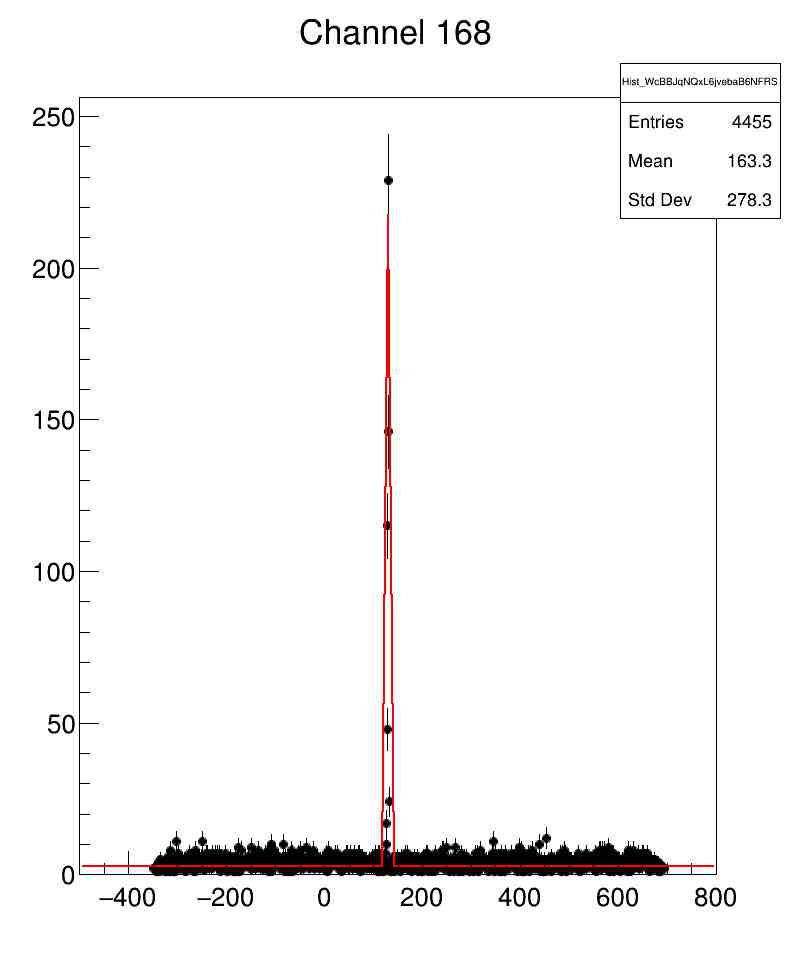 Channel 168
Hist_WcBBJqNQxL6jvebaB6NFRS
Entries 4455
Mean 163.3
Std Dev 278.3
250
200
150
100
50
0
−400 −200 0 200 400 600 800